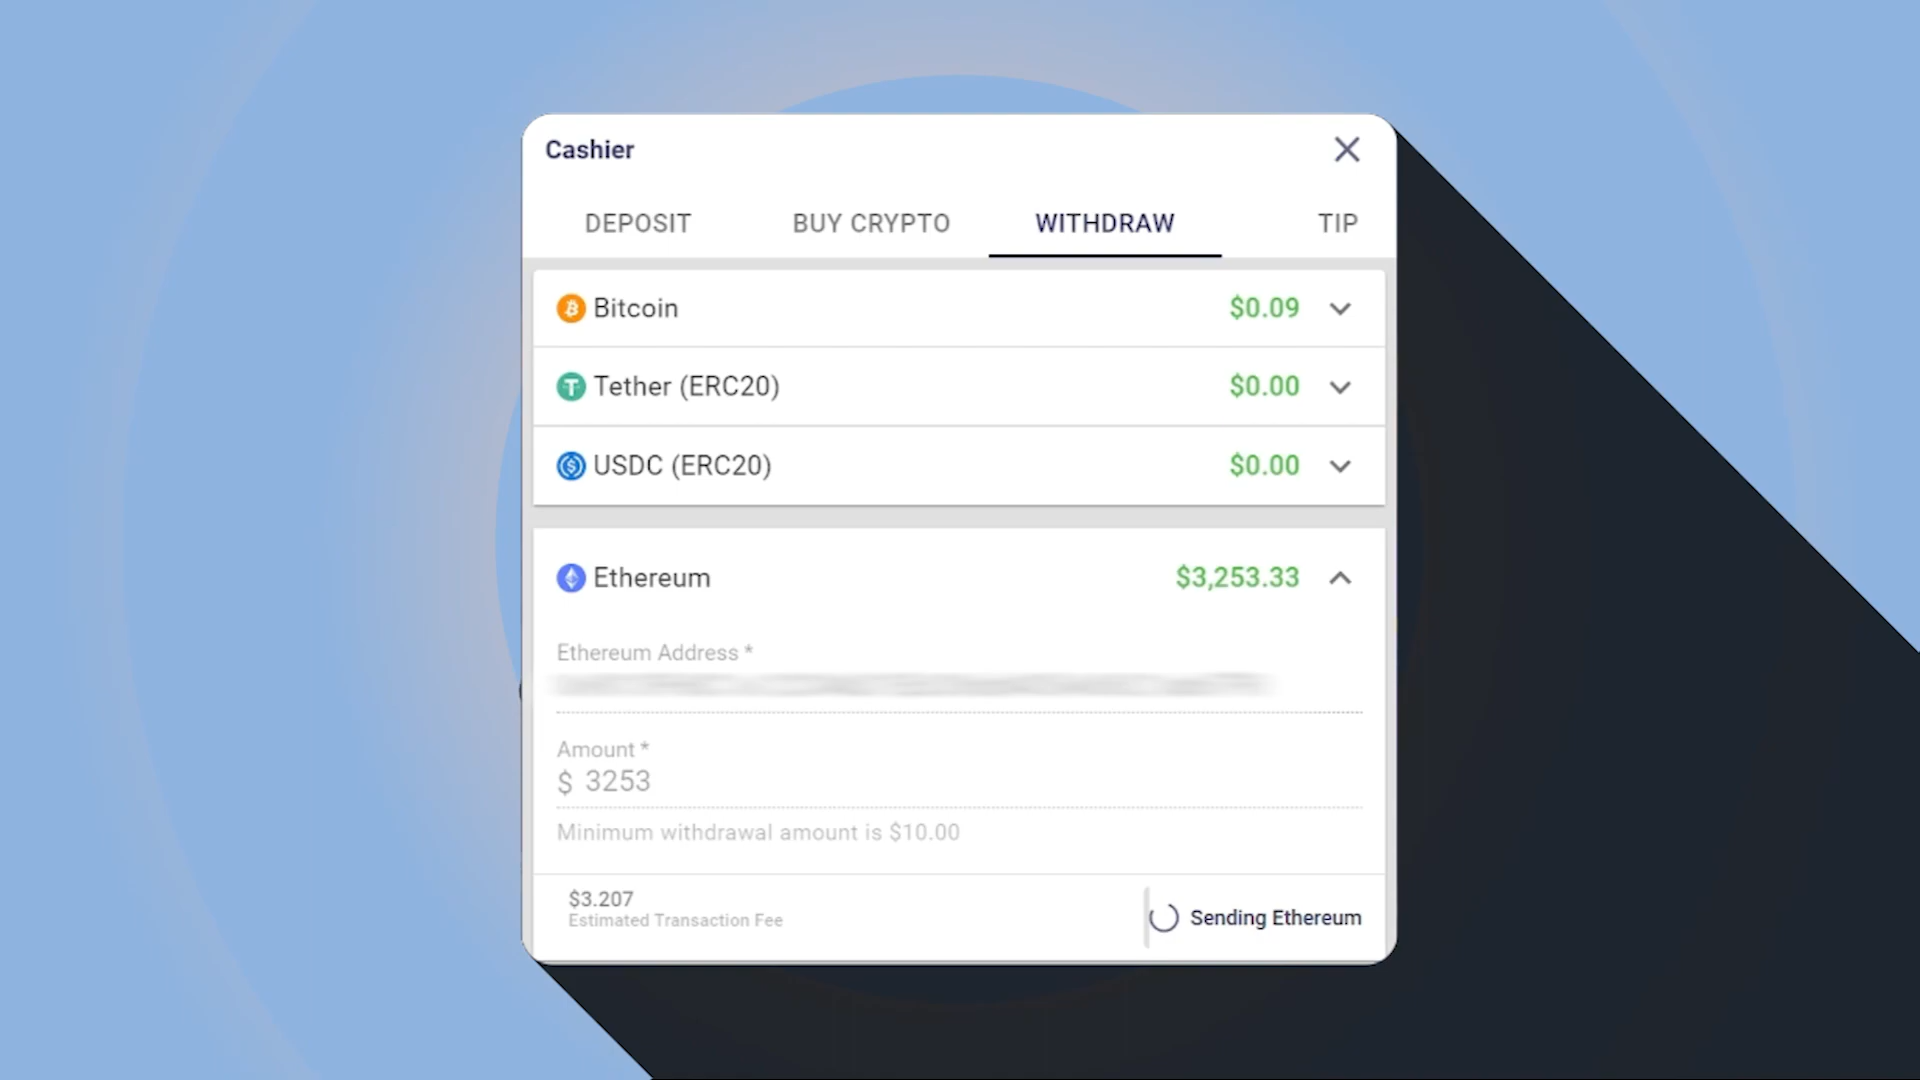 Cashier
DEPOSIT BUY CRYPTO WITHDRAW TIP
Bitcoin $0.09
Tether (ERC20) $0.00
USDC (ERC20) $0.00
Ethereum $3,253.33
Ethereum Address *
Amount *
$ 3253
Minimum withdrawal amount is $10.00
$3.207
Estimated Transaction Fee
Sending Ethereum